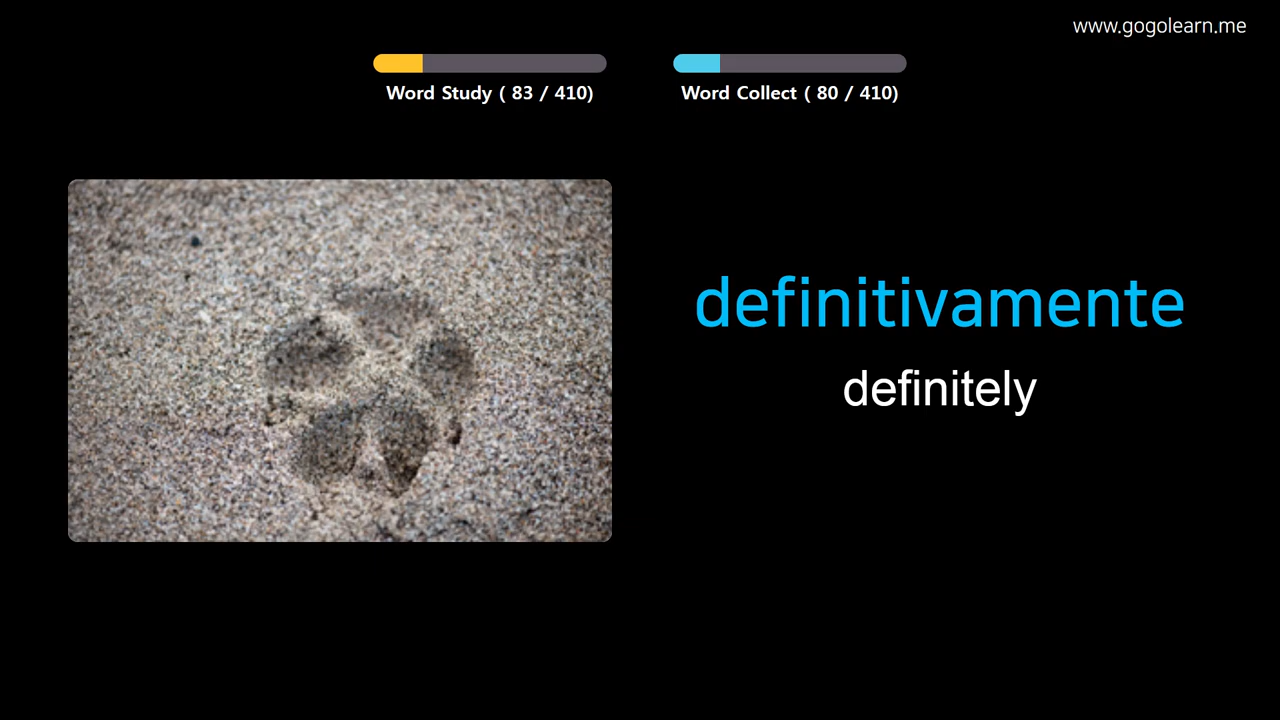 www.gogolearn.me
Word Study ( 83 / 410)
Word Collect ( 80 / 410)
definitivamente
definitely